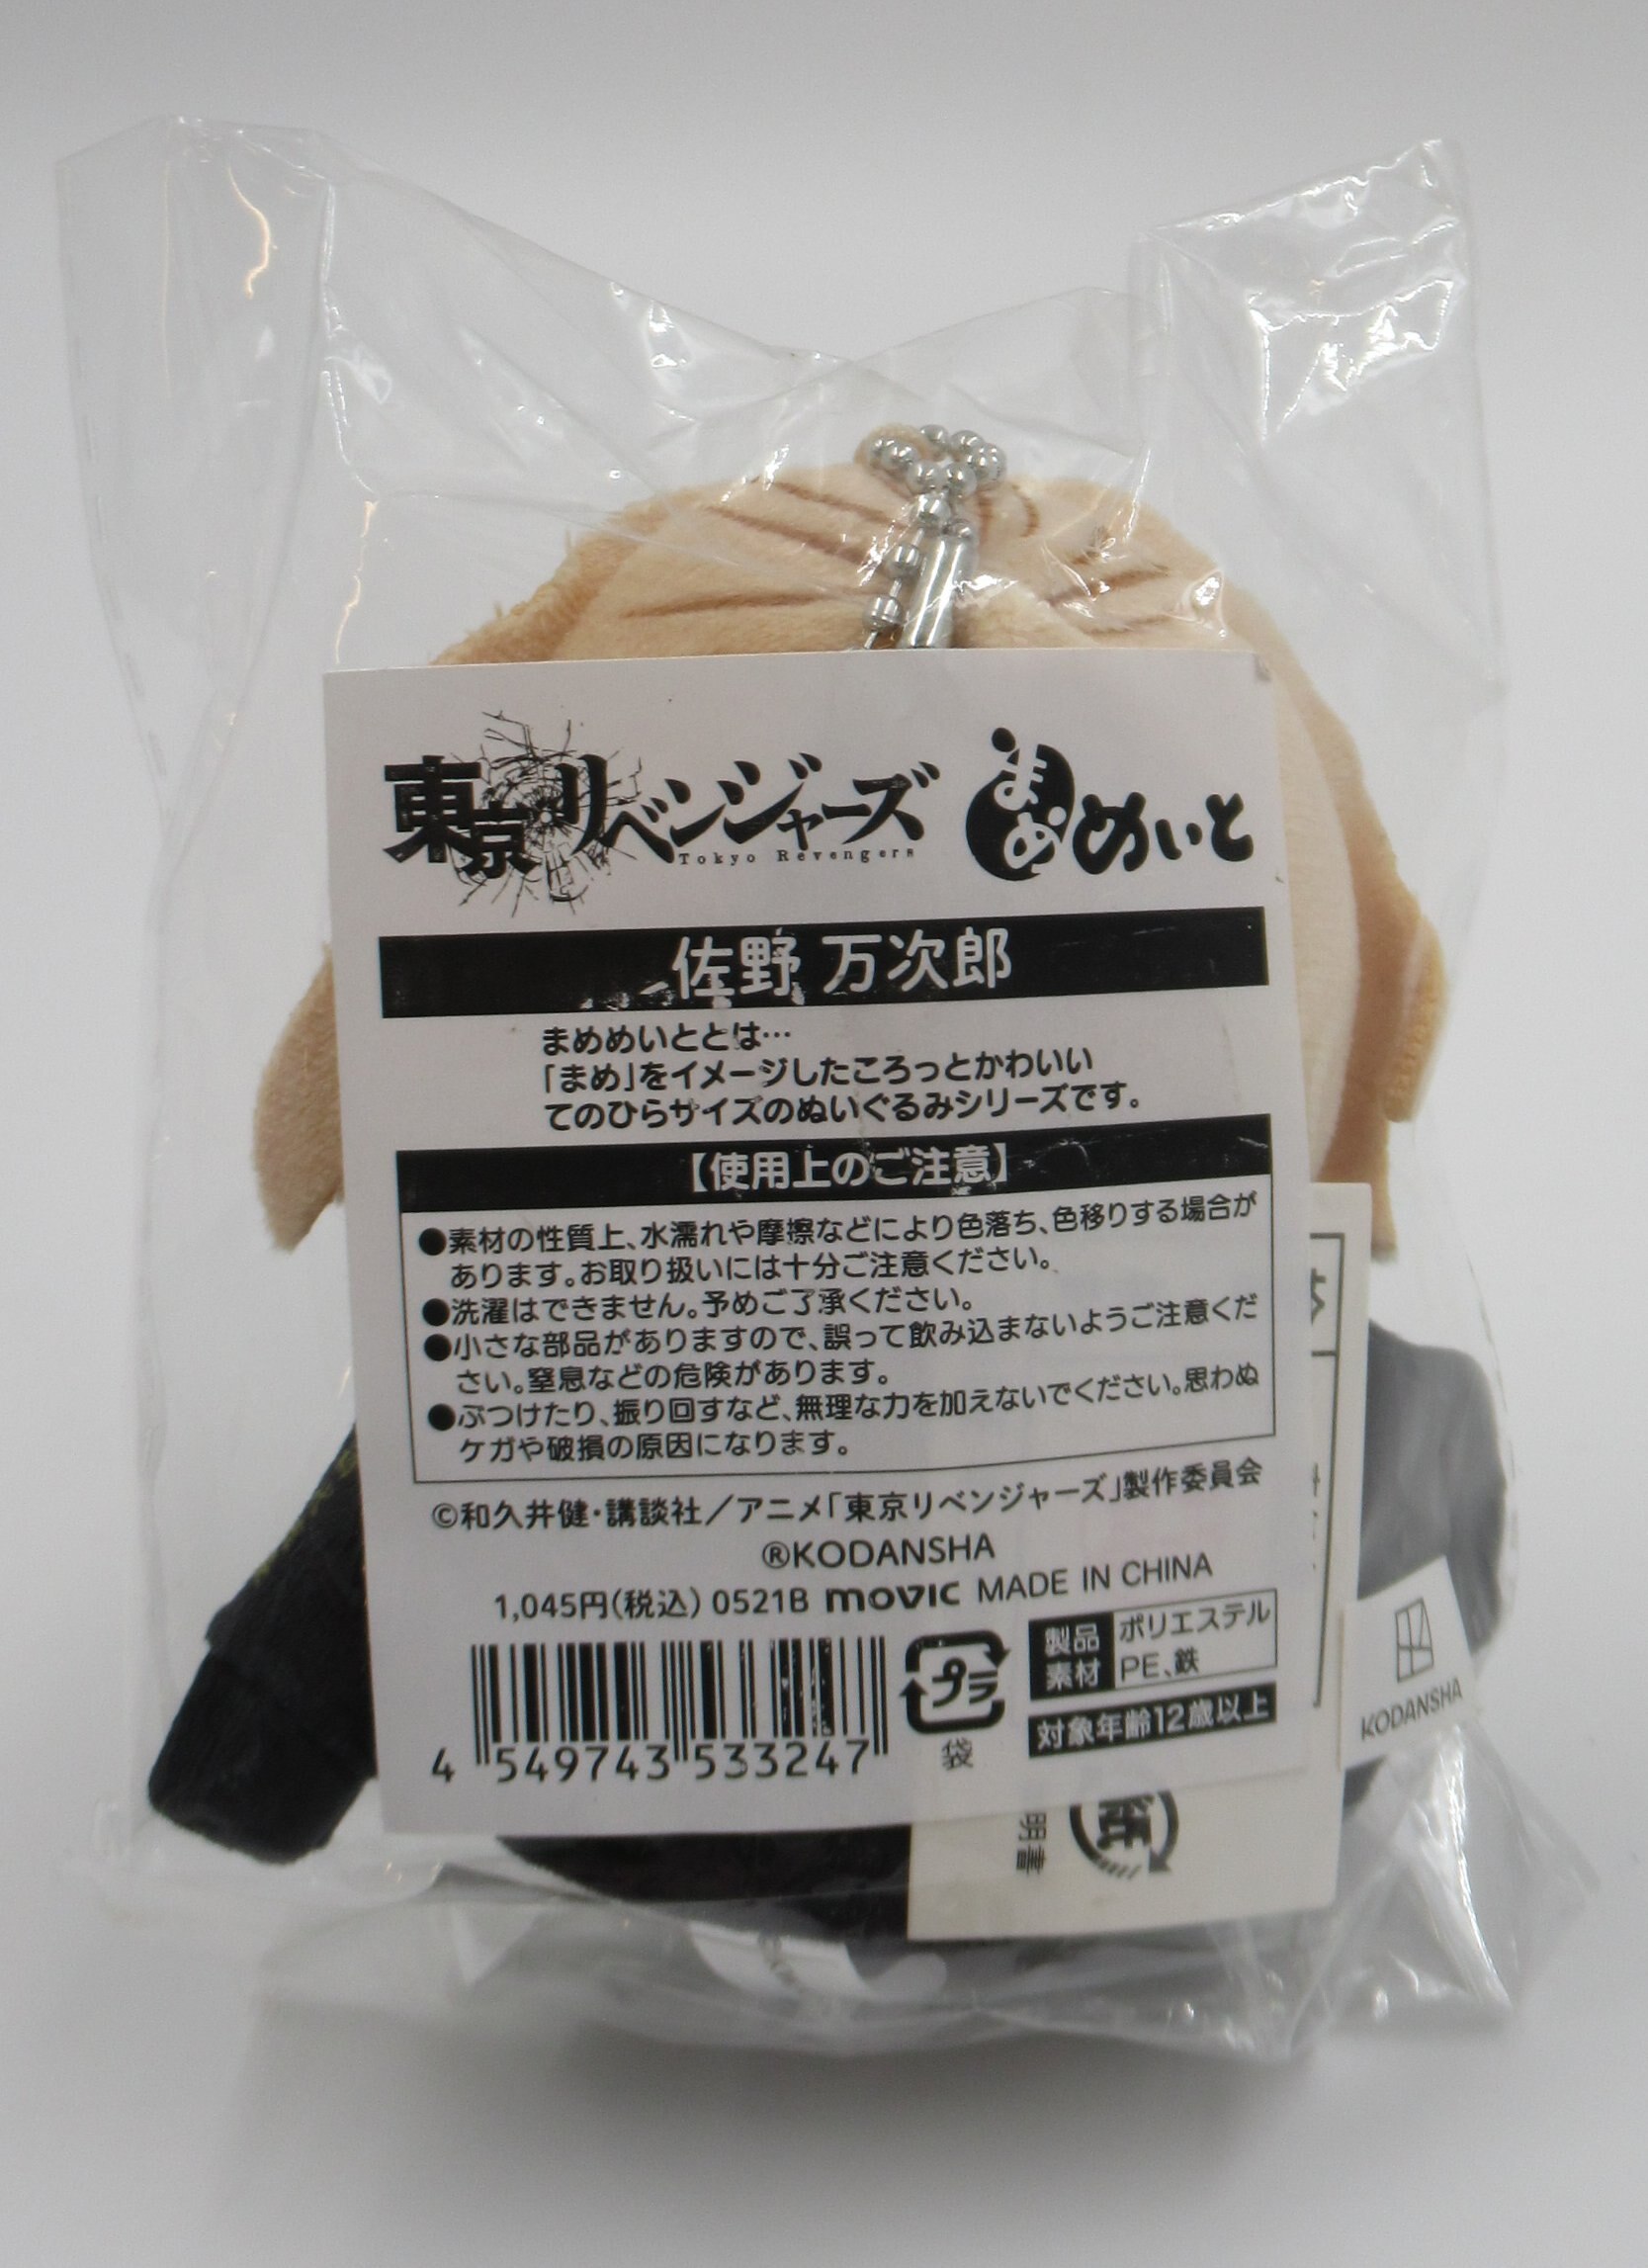 東京リベンジャーズ
Tokyo Revengers
まめめいと
佐野 万次郎
まめめいととは…
「まめ」をイメージしたころっとかわいい
てのひらサイズのぬいぐるみシリーズです。
【使用上のご注意】
●素材の性質上、水濡れや摩擦などにより色落ち、色移りする場合が
あります。お取り扱いには十分ご注意ください。
●洗濯はできません。予めご了承ください。
●小さな部品がありますので、誤って飲み込まないようご注意くだ
さい。窒息などの危険があります。
●ぶつけたり、振り回すなど、無理な力を加えないでください。思わぬ
ケガや破損の原因になります。
©和久井健・講談社／アニメ「東京リベンジャーズ」製作委員会
®KODANSHA
1,045円(税込) 0521B movic MADE IN CHINA
4 549743 533247
プラ
袋
製品素材
ポリエステル
PE、鉄
対象年齢12歳以上
KODANSHA
明書